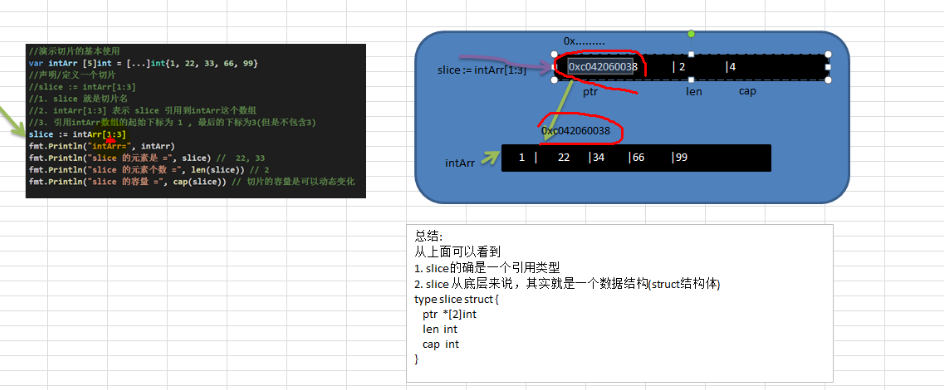 //演示切片的基本使用
var intArr [5]int = [...]int{1, 22, 33, 66, 99}
//声明/定义一个切片
//slice := intArr[1:3]
//1. slice 就是切片名
//2. intArr[1:3] 表示 slice 引用到intArr这个数组
//3. 引用intArr数组的起始下标为 1 , 最后的下标为3(但是不包含3)
slice := intArr[1:3]
fmt.Println("intArr=", intArr)
fmt.Println("slice 的元素是 =", slice) // 22, 33
fmt.Println("slice 的元素个数 =", len(slice)) // 2
fmt.Println("slice 的容量 =", cap(slice)) // 切片的容量是可以动态变化
0x.........
slice := intArr[1:3]
0xc042060038 |2 |4
ptr len cap
0xc042060038
intArr
1 | 22 |34 |66 |99
总结:
从上面可以看到
1. slice的确是一个引用类型
2. slice 从底层来说，其实就是一个数据结构(struct结构体)
type slice struct {
ptr *[2]int
len int
cap int
}